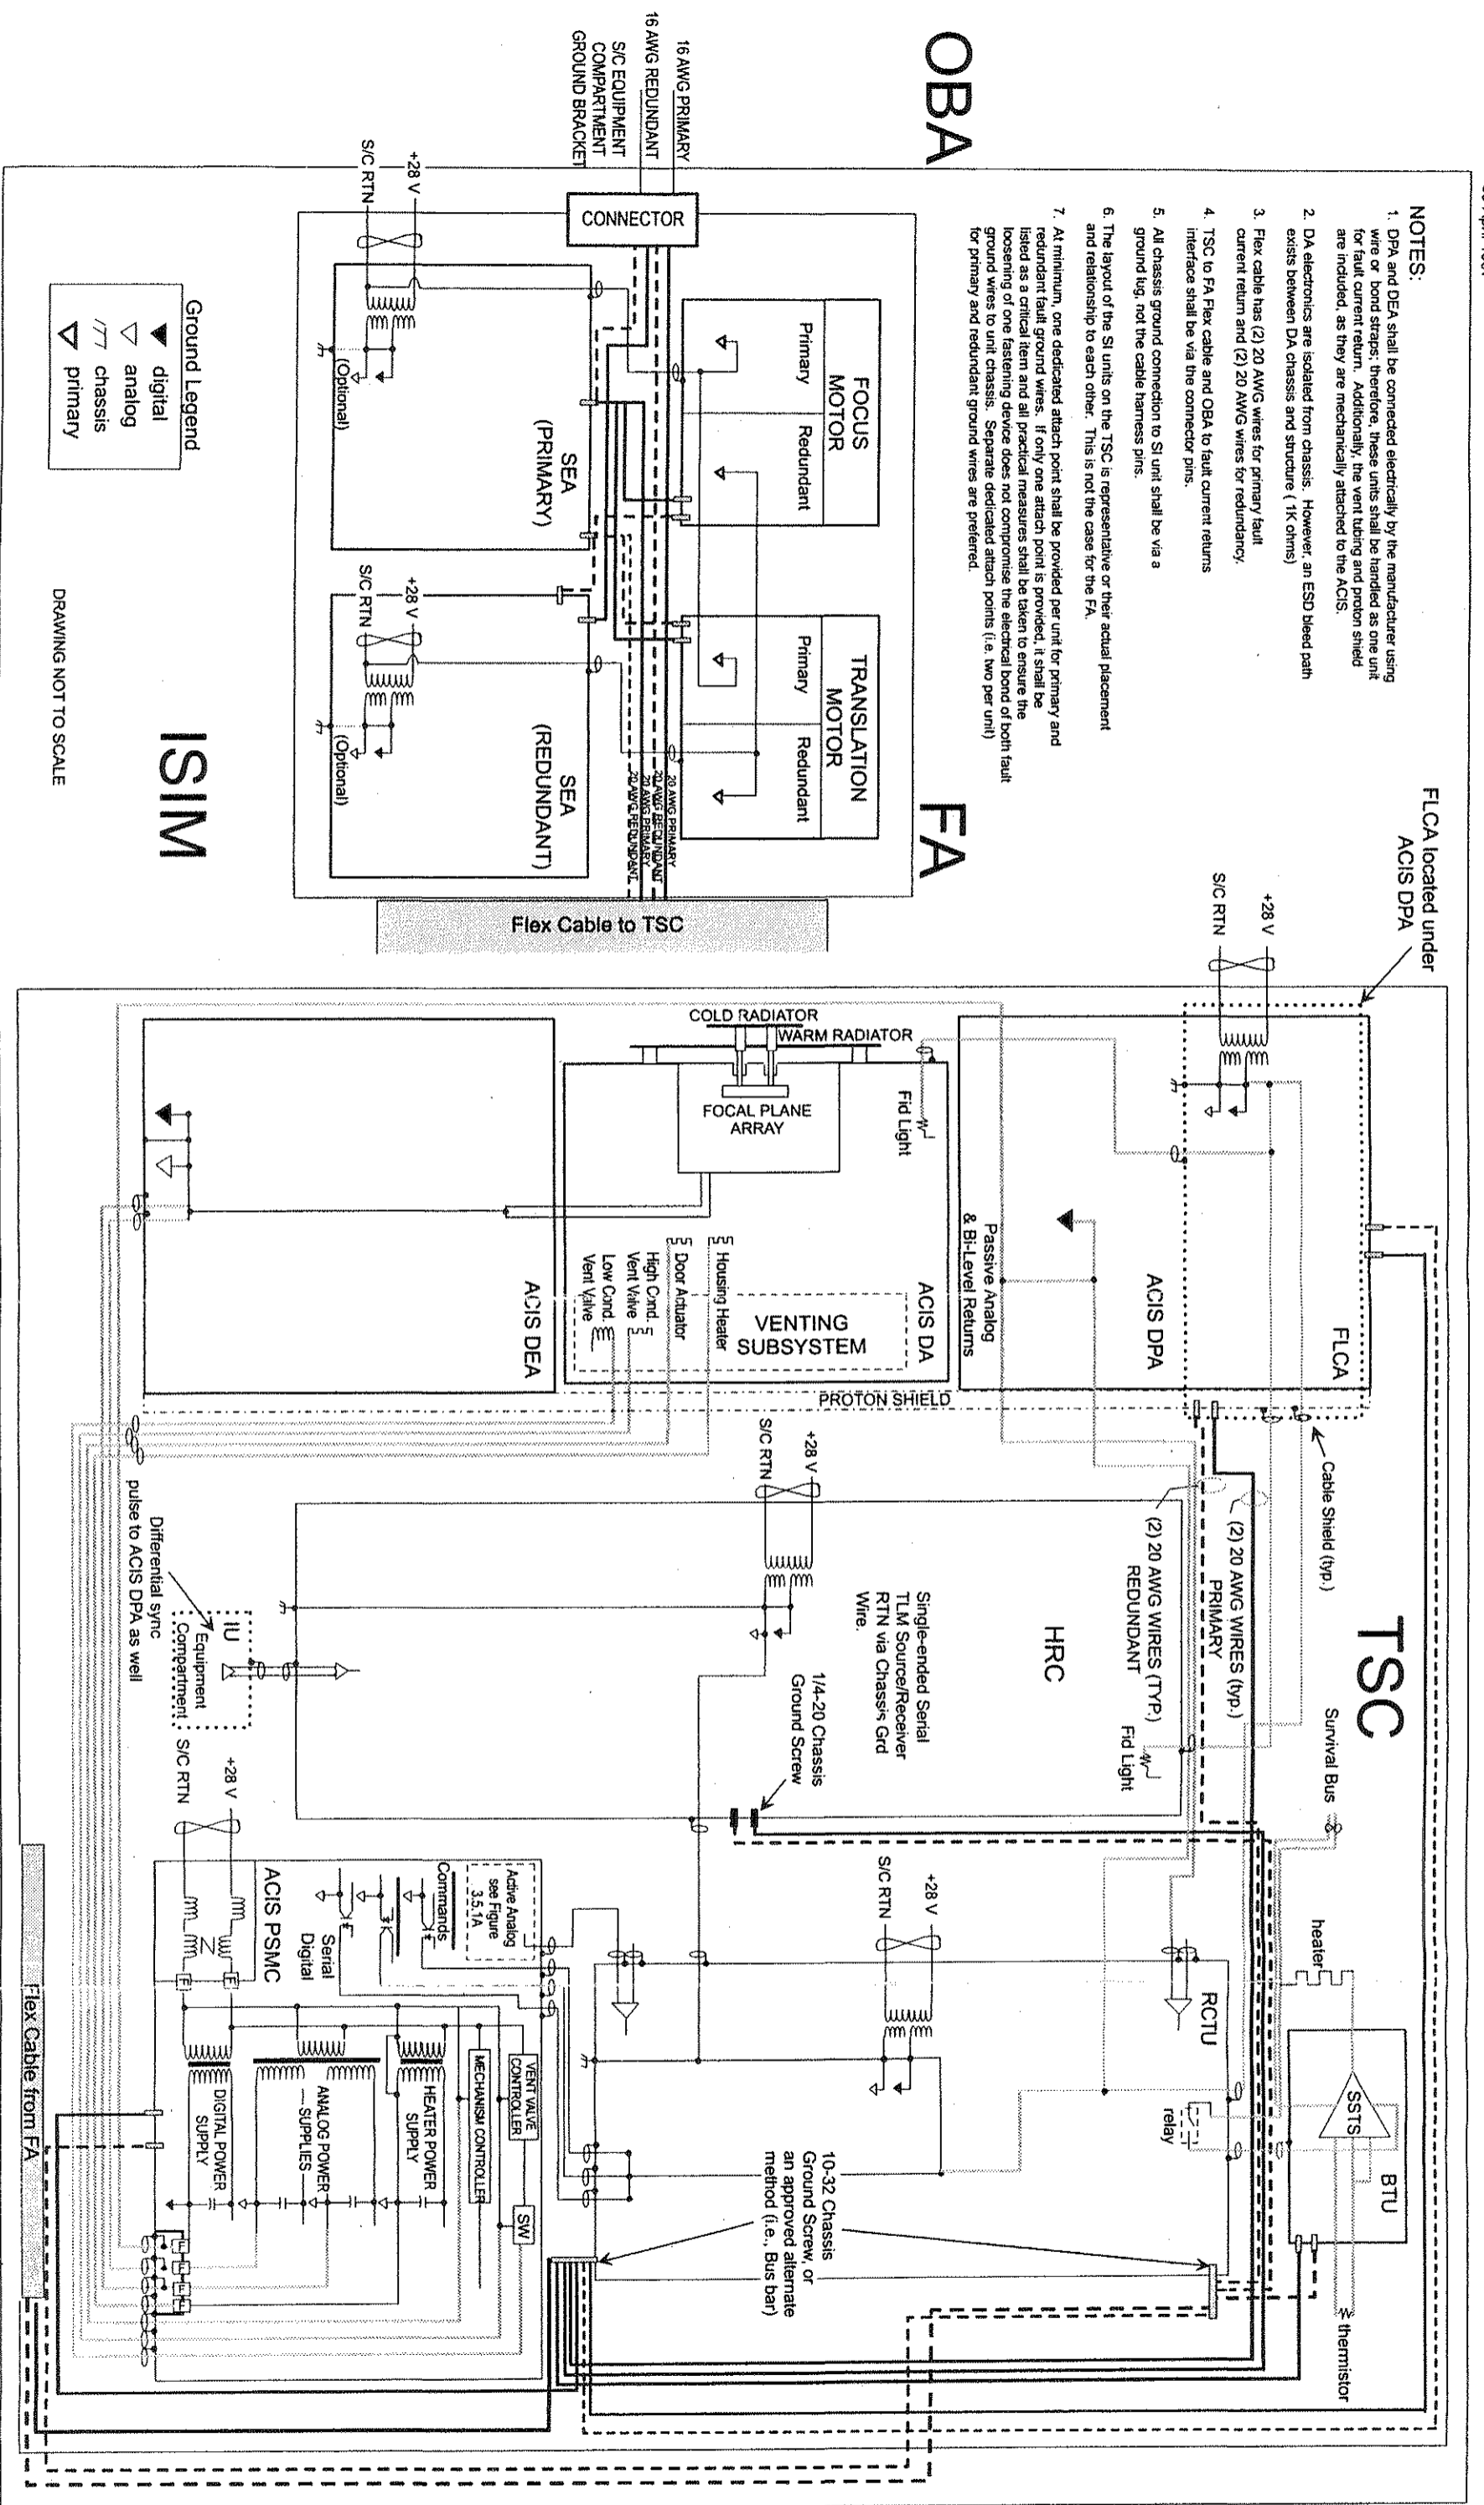 NOTES:
1. DPA and DEA shall be connected electrically by the manufacturer using
wire or bond straps; therefore, these units shall be handled as one unit
for fault current return. Additionally, the vent tubing and proton shield
are included, as they are mechanically attached to the ACIS.
2. DA electronics are isolated from chassis. However, an ESD bleed path
exists between DA chassis and structure ( 1K ohms)
3. Flex cable has (2) 20 AWG wires for primary fault
current return and (2) 20 AWG wires for redundancy.
4. TSC to FA Flex cable and OBA to fault current returns
interface shall be via the connector pins.
5. All chassis ground connection to SI unit shall be via a
ground lug, not the cable harness pins.
6. The layout of the SI units on the TSC is representative or their actual placement
and relationship to each other. This is not the case for the FA.
7. At minimum, one dedicated attach point shall be provided per unit for primary and
redundant fault ground wires. If only one attach point is provided, it shall be
listed as a critical item and all practical measures shall be taken to ensure the
loosening of one fastening device does not compromise the electrical bond of both fault
ground wires to unit chassis. Separate dedicated attach points (i.e. two per unit)
for primary and redundant ground wires are preferred.
OBA
16 AWG PRIMARY
16 AWG REDUNDANT
S/C EQUIPMENT
COMPARTMENT
GROUND BRACKET
CONNECTOR
FA
FOCUS
MOTOR
Primary
Redundant
TRANSLATION
MOTOR
Primary
Redundant
20 AWG PRIMARY
20 AWG REDUNDANT
20 AWG PRIMARY
20 AWG REDUNDANT
+28 V
S/C RTN
SEA
(PRIMARY)
(Optional)
+28 V
S/C RTN
SEA
(REDUNDANT)
(Optional)
Flex Cable to TSC
Ground Legend
digital
analog
chassis
primary
ISIM
DRAWING NOT TO SCALE
TSC
FLCA located under
ACIS DPA
+28 V
S/C RTN
FLCA
ACIS DPA
Passive Analog
& Bi-Level Returns
COLD RADIATOR
WARM RADIATOR
Fid Light
FOCAL PLANE
ARRAY
ACIS DA
VENTING
SUBSYSTEM
Housing Heater
Door Actuator
High Cond.
Vent Valve
Low Cond.
Vent Valve
ACIS DEA
PROTON SHIELD
Cable Shield (typ.)
(2) 20 AWG WIRES (typ.)
PRIMARY
(2) 20 AWG WIRES (TYP.)
REDUNDANT
Fid Light
HRC
+28 V
S/C RTN
Single-ended Serial
TLM Source/Receiver
RTN via Chassis Grd
Wire.
1/4-20 Chassis
Ground Screw
IU
Equipment
Compartment
Differential sync
pulse to ACIS DPA as well
Survival Bus
heater
SSTS
BTU
relay
thermistor
RCTU
+28 V
S/C RTN
10-32 Chassis
Ground Screw, or
an approved alternate
method (i.e., Bus bar)
+28 V
S/C RTN
ACIS PSMC
Active Analog
see Figure
3.5.1A
Commands
Serial
Digital
VENT VALVE
CONTROLLER
SW
MECHANISM CONTROLLER
HEATER POWER
SUPPLY
ANALOG POWER
SUPPLIES
DIGITAL POWER
SUPPLY
Flex Cable from FA